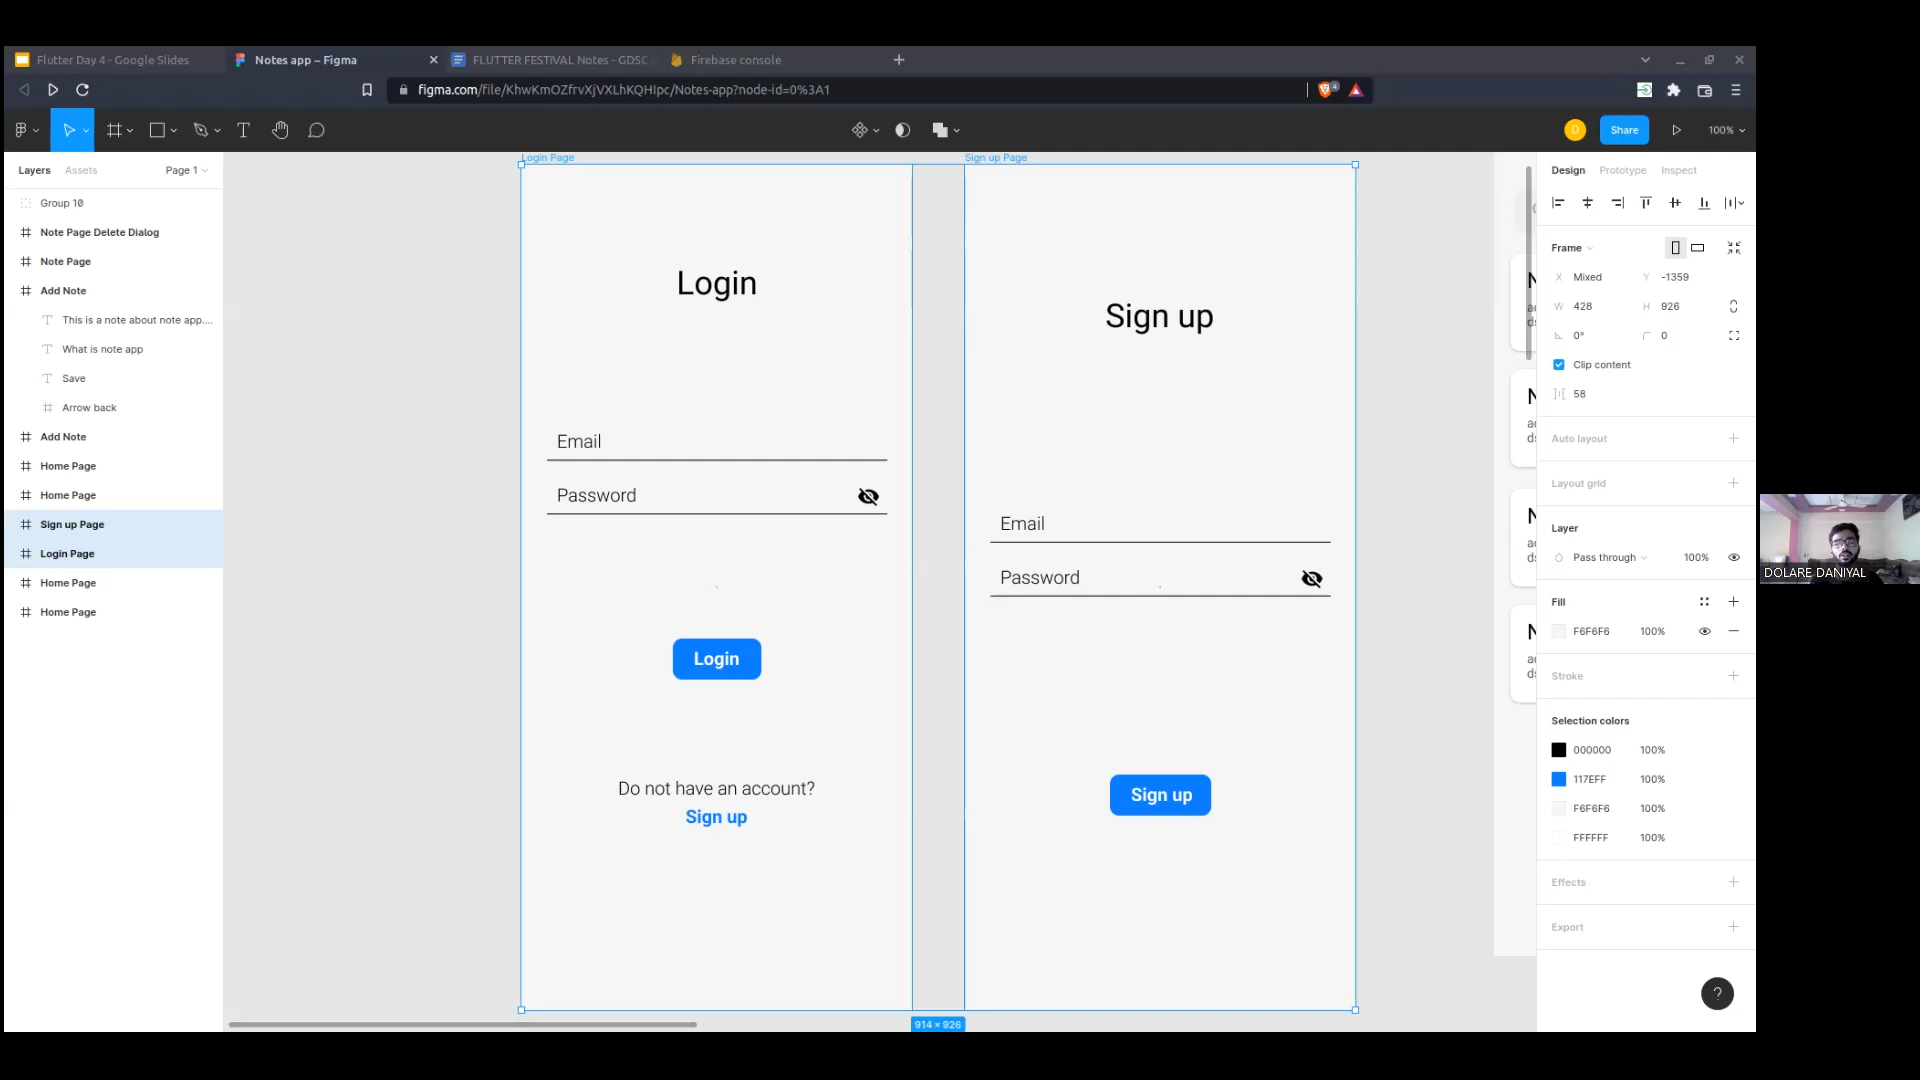 Flutter Day 4 - Google Slides
Notes app – Figma
FLUTTER FESTIVAL Notes - GDSC
Firebase console
figma.com/file/KhwKmOZfrvXjVXLhKQHIpc/Notes-app?node-id=0%3A1
4
D
Share
100%
Layers
Assets
Page 1
Group 10
Note Page Delete Dialog
Note Page
Add Note
This is a note about note app....
What is note app
Save
Arrow back
Add Note
Home Page
Home Page
Sign up Page
Login Page
Home Page
Home Page
Login Page
Login
Email
Password
Login
Do not have an account?
Sign up
Sign up Page
Sign up
Email
Password
Sign up
914 × 926
Design
Prototype
Inspect
Frame
X Mixed
Y -1359
W 428
H 926
0°
0
Clip content
58
Auto layout
Layout grid
Layer
Pass through
100%
Fill
F6F6F6 100%
Stroke
Selection colors
000000 100%
117EFF 100%
F6F6F6 100%
FFFFFF 100%
Effects
Export
?
DOLARE DANIYAL